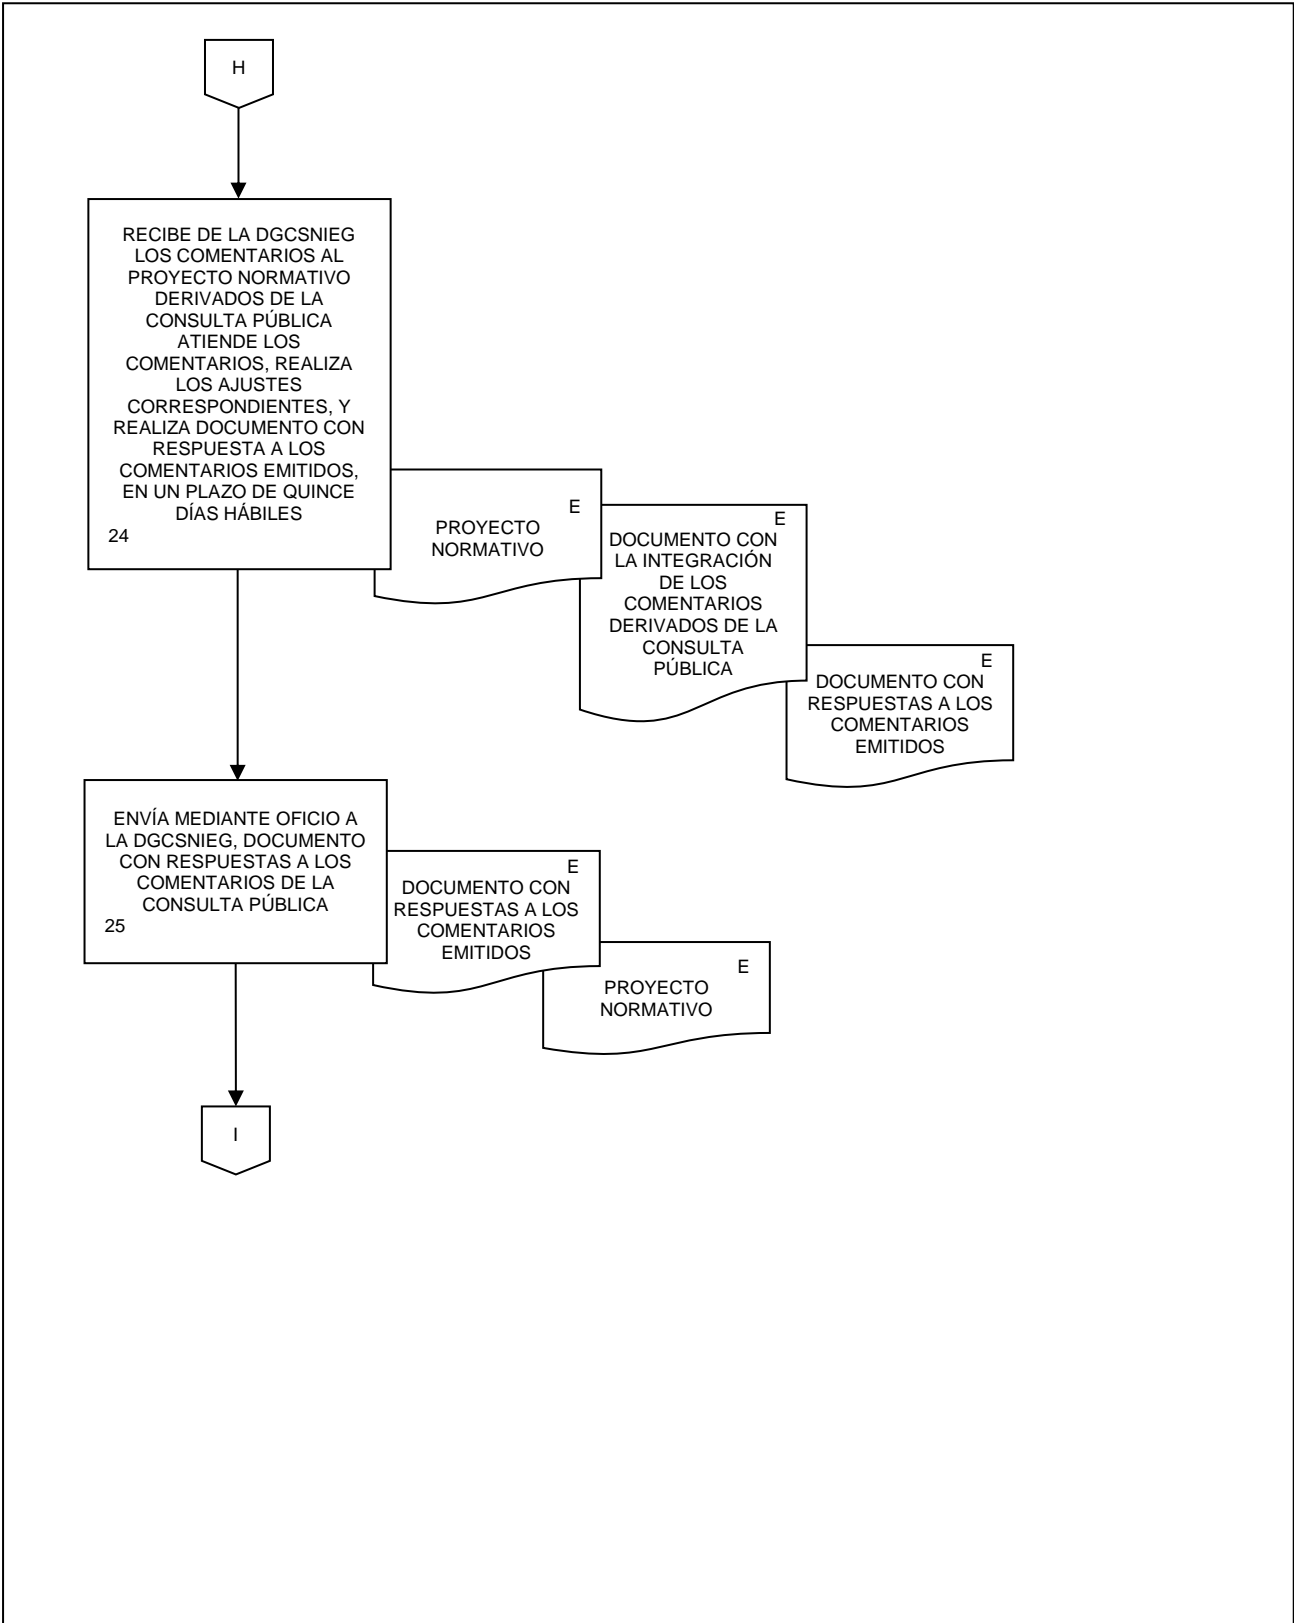 H
RECIBE DE LA DGCSNIEG
LOS COMENTARIOS AL
PROYECTO NORMATIVO
DERIVADOS DE LA
CONSULTA PÚBLICA
ATIENDE LOS
COMENTARIOS, REALIZA
LOS AJUSTES
CORRESPONDIENTES, Y
REALIZA DOCUMENTO CON
RESPUESTA A LOS
COMENTARIOS EMITIDOS,
EN UN PLAZO DE QUINCE
DÍAS HÁBILES
24
E
PROYECTO
NORMATIVO
E
DOCUMENTO CON
LA INTEGRACIÓN
DE LOS
COMENTARIOS
DERIVADOS DE LA
CONSULTA
PÚBLICA
E
DOCUMENTO CON
RESPUESTAS A LOS
COMENTARIOS
EMITIDOS
ENVÍA MEDIANTE OFICIO A
LA DGCSNIEG, DOCUMENTO
CON RESPUESTAS A LOS
COMENTARIOS DE LA
CONSULTA PÚBLICA
25
E
DOCUMENTO CON
RESPUESTAS A LOS
COMENTARIOS
EMITIDOS
E
PROYECTO
NORMATIVO
I